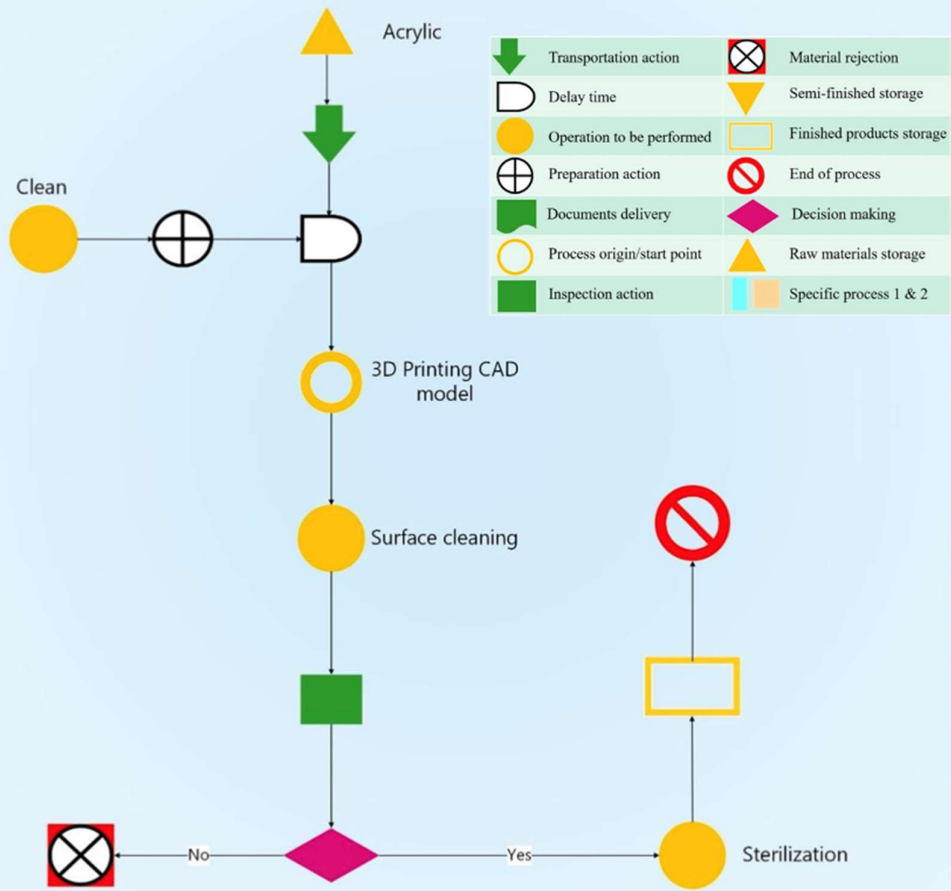 Acrylic
Transportation action
Material rejection
Delay time
Semi-finished storage
Operation to be performed
Finished products storage
Preparation action
End of process
Documents delivery
Decision making
Process origin/start point
Raw materials storage
Inspection action
Specific process 1 & 2
Clean
3D Printing CAD
model
Surface cleaning
No
Yes
Sterilization